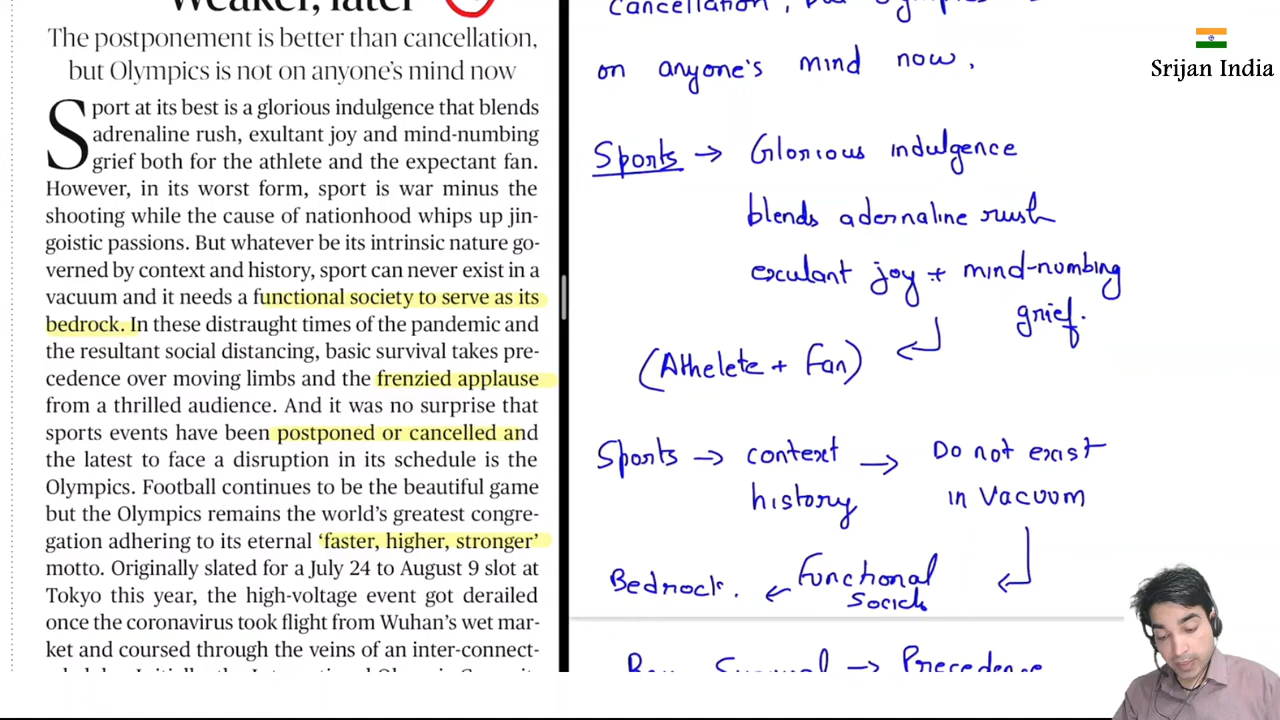 Weaker, later
The postponement is better than cancellation,
but Olympics is not on anyone's mind now
Sport at its best is a glorious indulgence that blends
adrenaline rush, exultant joy and mind-numbing
grief both for the athlete and the expectant fan.
However, in its worst form, sport is war minus the
shooting while the cause of nationhood whips up jin-
goistic passions. But whatever be its intrinsic nature go-
verned by context and history, sport can never exist in a
vacuum and it needs a functional society to serve as its
bedrock. In these distraught times of the pandemic and
the resultant social distancing, basic survival takes pre-
cedence over moving limbs and the frenzied applause
from a thrilled audience. And it was no surprise that
sports events have been postponed or cancelled and
the latest to face a disruption in its schedule is the
Olympics. Football continues to be the beautiful game
but the Olympics remains the world's greatest congre-
gation adhering to its eternal 'faster, higher, stronger'
motto. Originally slated for a July 24 to August 9 slot at
Tokyo this year, the high-voltage event got derailed
once the coronavirus took flight from Wuhan's wet mar-
ket and coursed through the veins of an inter-connect-
cancellation, but Olympics
on anyone's mind now.
Sports → Glorious indulgence
blends adernaline rush
exculant joy + mind-numbing
grief.
(Athelete + Fan)
Sports → context → Do not exist
history in Vacuum
Bedrock. ← Functional
→ Precedence
Srijan India